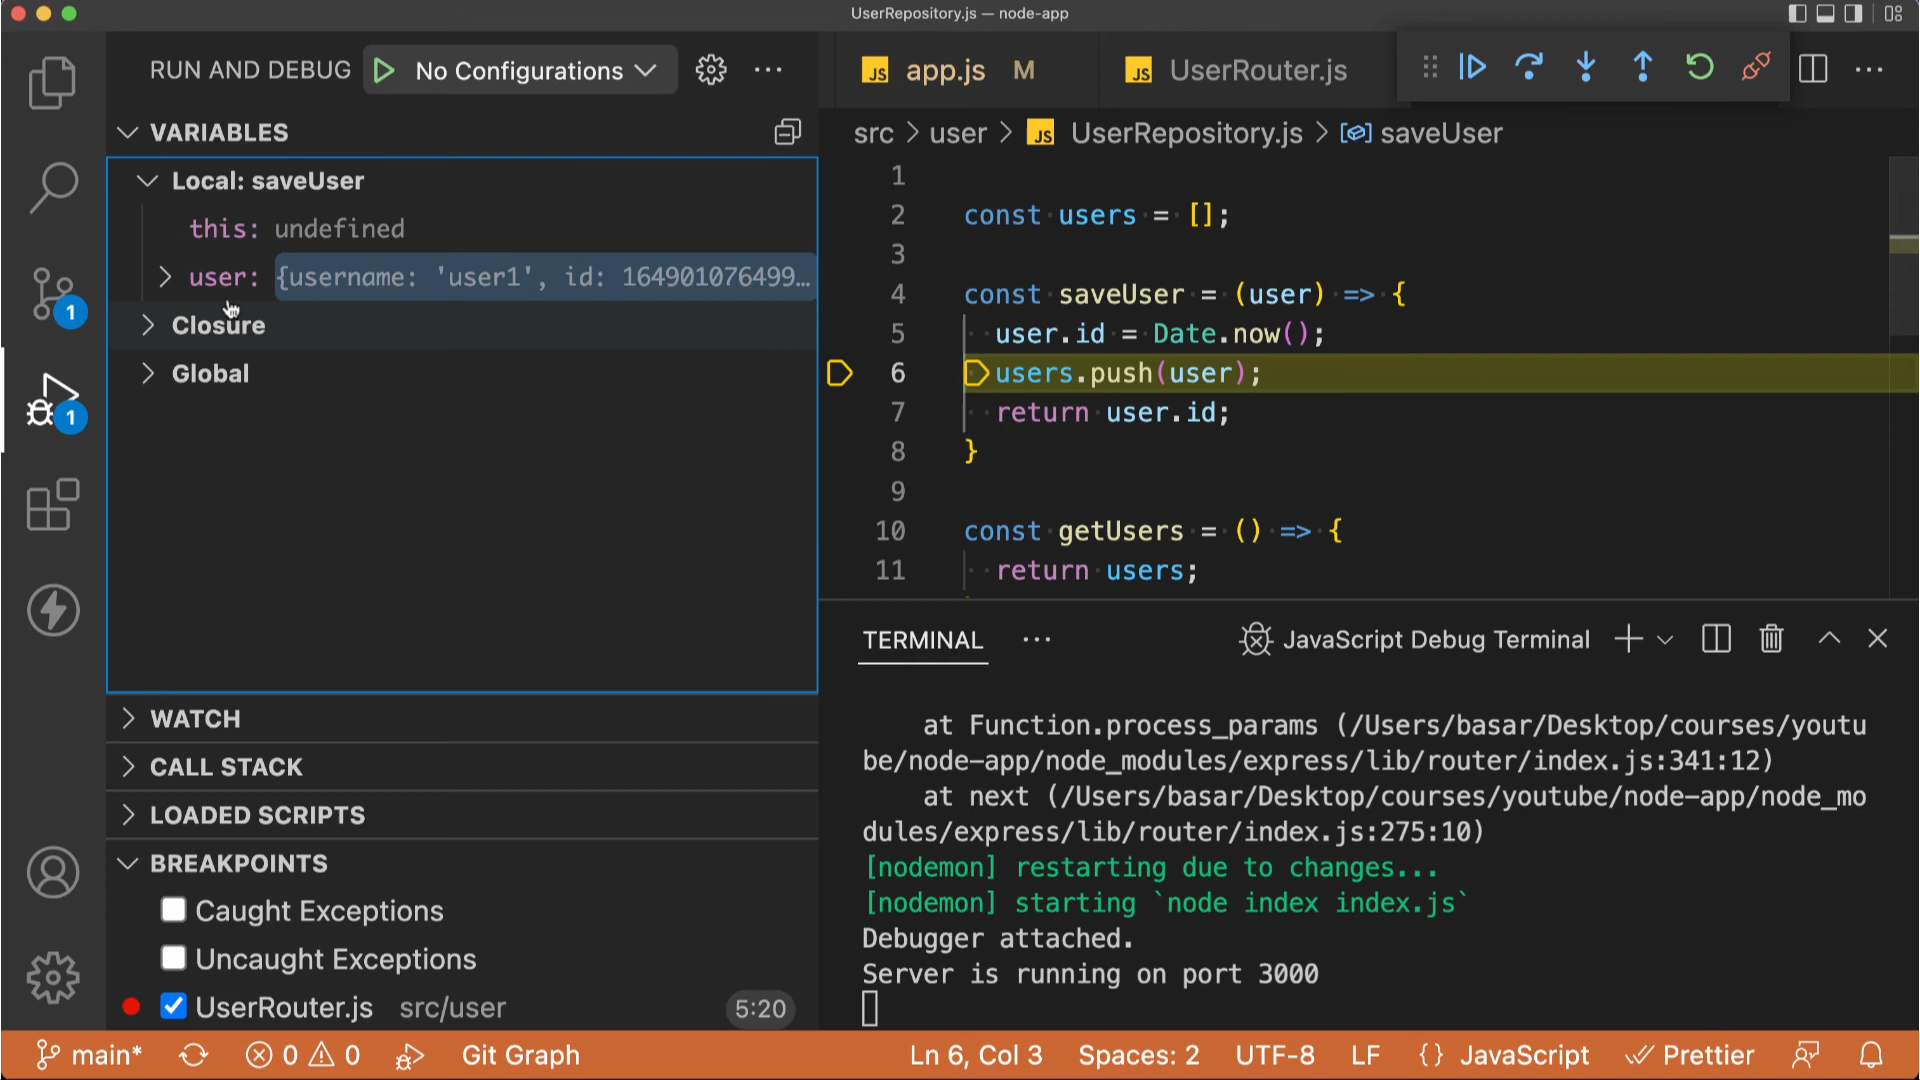 UserRepository.js — node-app
RUN AND DEBUG
No Configurations
JS app.js M
JS UserRouter.js
VARIABLES
src > user > JS UserRepository.js > saveUser
Local: saveUser
this: undefined
user: {username: 'user1', id: 164901076499…
Closure
Global
1
1
1
2 const users = [];
3
4 const saveUser = (user) => {
5 user.id = Date.now();
6 users.push(user);
7 return user.id;
8 }
9
10 const getUsers = () => {
11 return users;
TERMINAL
JavaScript Debug Terminal
at Function.process_params (/Users/basar/Desktop/courses/youtu
be/node-app/node_modules/express/lib/router/index.js:341:12)
at next (/Users/basar/Desktop/courses/youtube/node-app/node_mo
dules/express/lib/router/index.js:275:10)
[nodemon] restarting due to changes...
[nodemon] starting `node index index.js`
Debugger attached.
Server is running on port 3000
WATCH
CALL STACK
LOADED SCRIPTS
BREAKPOINTS
Caught Exceptions
Uncaught Exceptions
UserRouter.js src/user 5:20
main* 0 0 Git Graph
Ln 6, Col 3 Spaces: 2 UTF-8 LF {} JavaScript Prettier